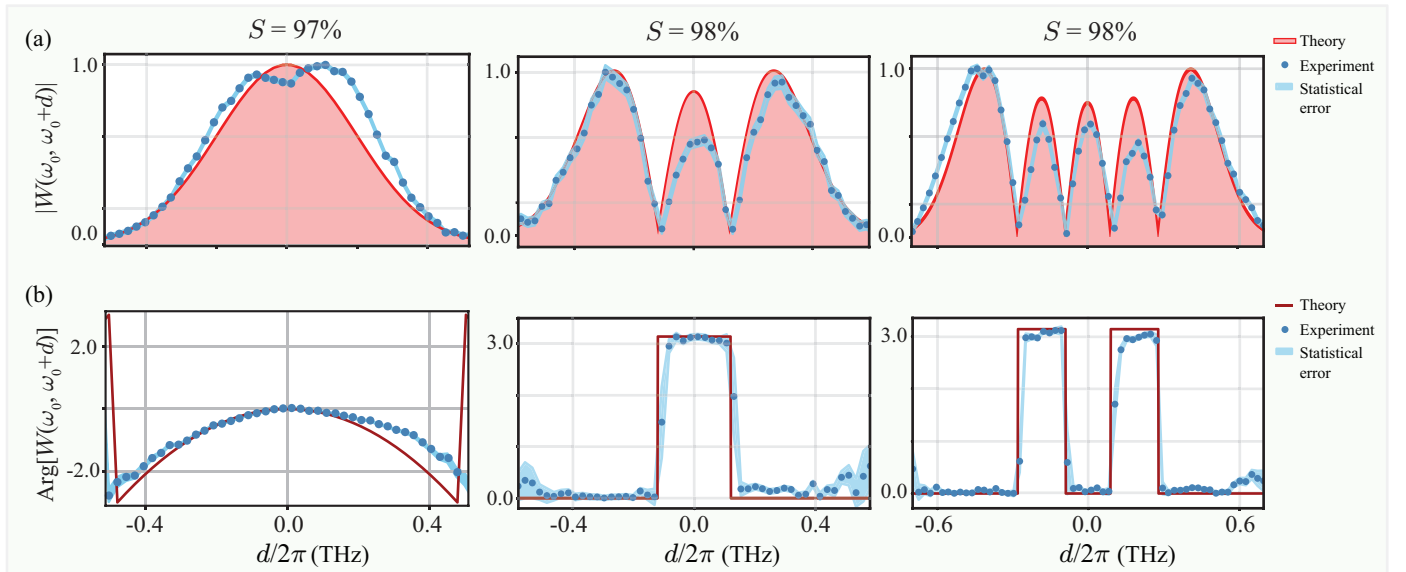 (a)
S = 97%
S = 98%
S = 98%
|W(ω₀, ω₀+d)|
1.0
0.0
1.0
0.0
1.0
0.0
Theory
Experiment
Statistical
error
(b)
Arg[W(ω₀, ω₀+d)]
2.0
-2.0
3.0
0.0
3.0
0.0
Theory
Experiment
Statistical
error
-0.4
0.0
0.4
-0.4
0.0
0.4
-0.6
0.0
0.6
d/2π (THz)
d/2π (THz)
d/2π (THz)